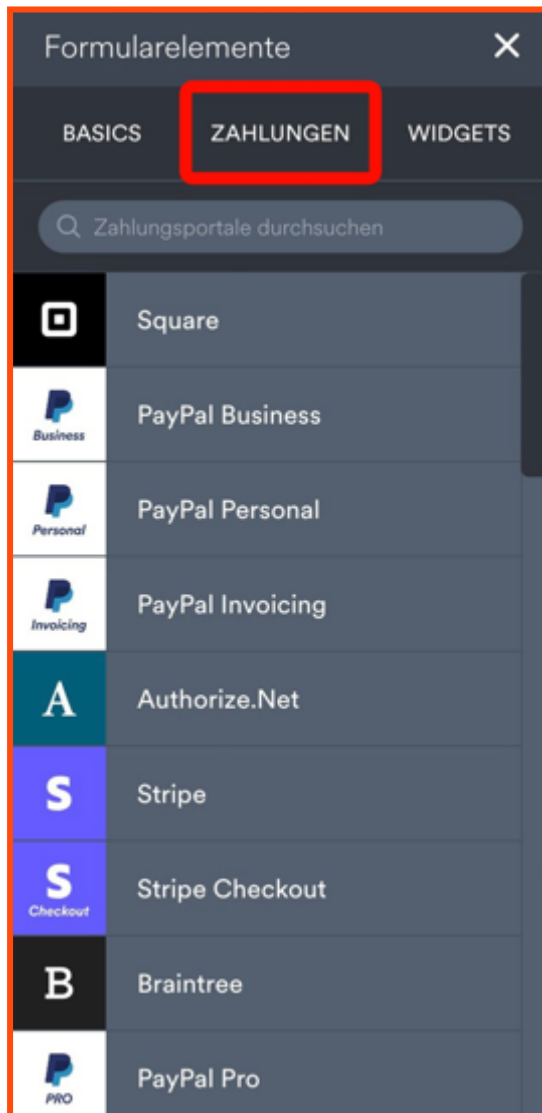 Formularelemente
BASICS ZAHLUNGEN WIDGETS
Zahlungsportale durchsuchen
Square
Business PayPal Business
Personal PayPal Personal
Invoicing PayPal Invoicing
A Authorize.Net
S Stripe
S
Checkout Stripe Checkout
B Braintree
PRO PayPal Pro